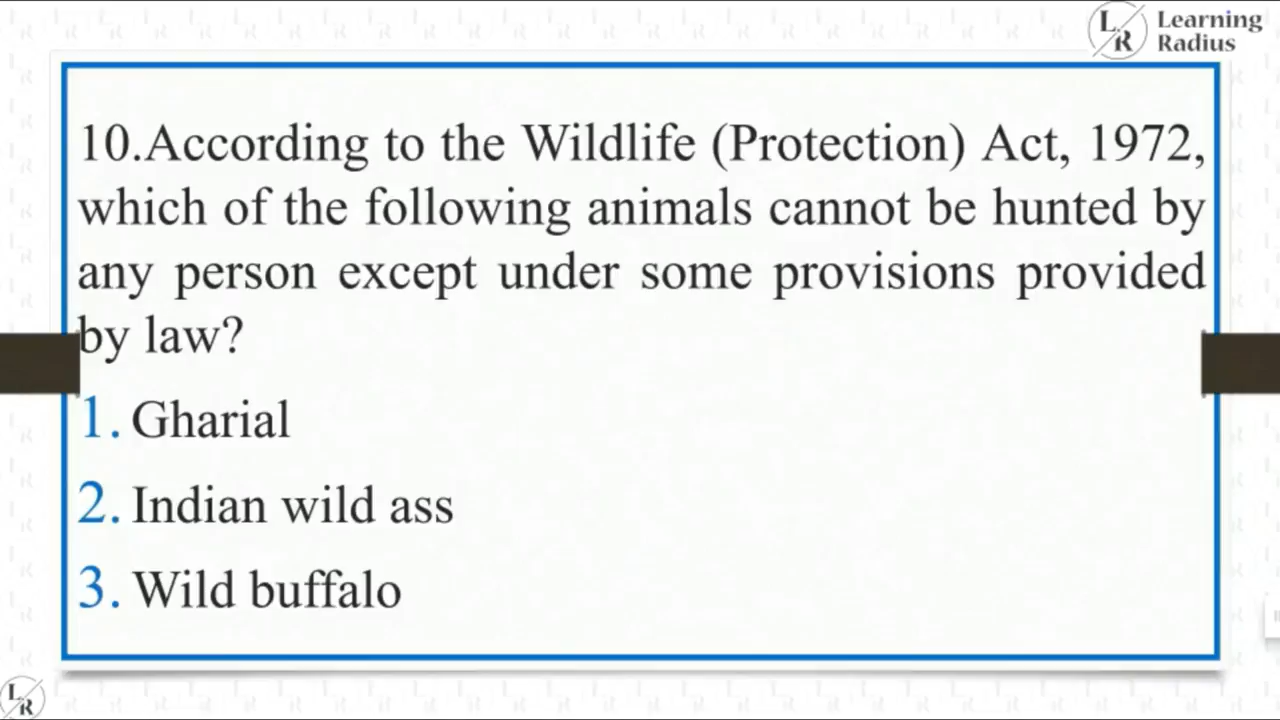 Learning
Radius
10.According to the Wildlife (Protection) Act, 1972,
which of the following animals cannot be hunted by
any person except under some provisions provided
by law?
1. Gharial
2. Indian wild ass
3. Wild buffalo